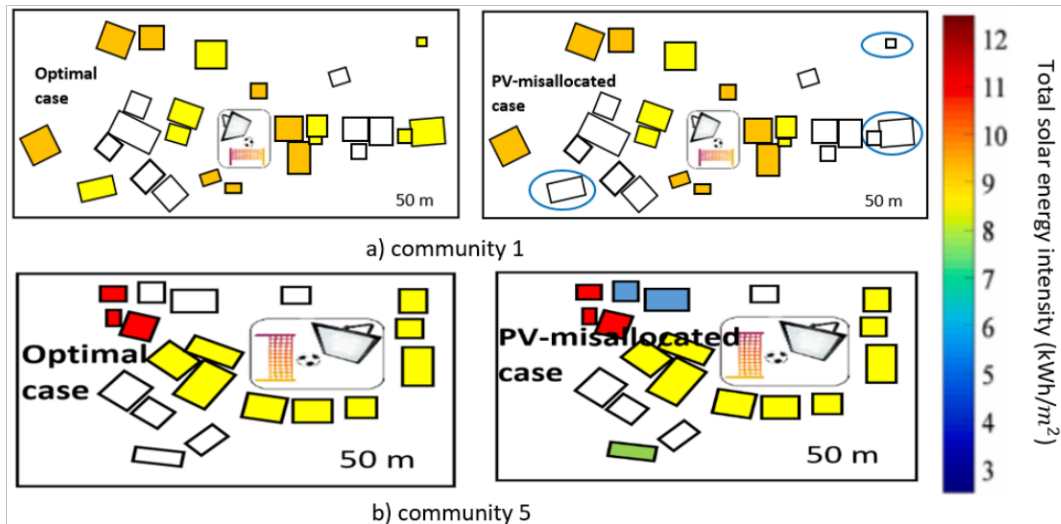 Optimal
case
50 m
PV-misallocated
case
50 m
a) community 1
Optimal
case
50 m
PV-misallocated
case
50 m
b) community 5
12
11
10
9
8
7
6
5
4
3
Total solar energy intensity (kWh/m²)